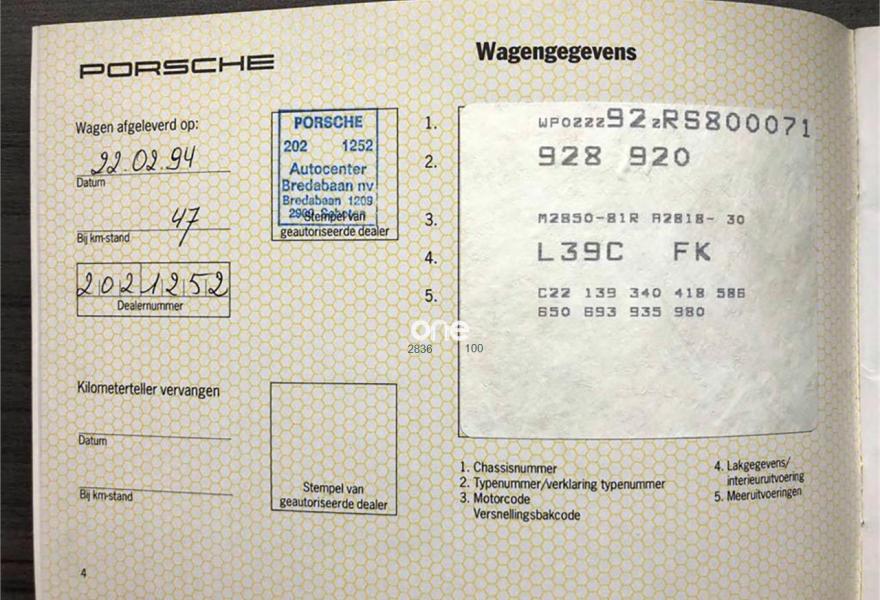 PORSCHE
Wagengegevens
Wagen afgeleverd op:
22.02.94
Datum
47
Bij km-stand
2021252
Dealernummer
PORSCHE
202 1252
Autocenter
Bredabaan nv
Bredabaan 1209
Stempel van
geautoriseerde dealer
1. WP0ZZZ92ZRS800071
2. 928 920
3. M2850-81R A2818- 30
4. L39C FK
5. C22 139 340 418 586
650 693 935 980
one
2836 100
Kilometerteller vervangen
Datum
Bij km-stand
Stempel van
geautoriseerde dealer
1. Chassisnummer
2. Typenummer/verklaring typenummer
3. Motorcode
Versnellingsbakcode
4. Lakgegevens/
interieuruitvoering
5. Meeruitvoeringen
4